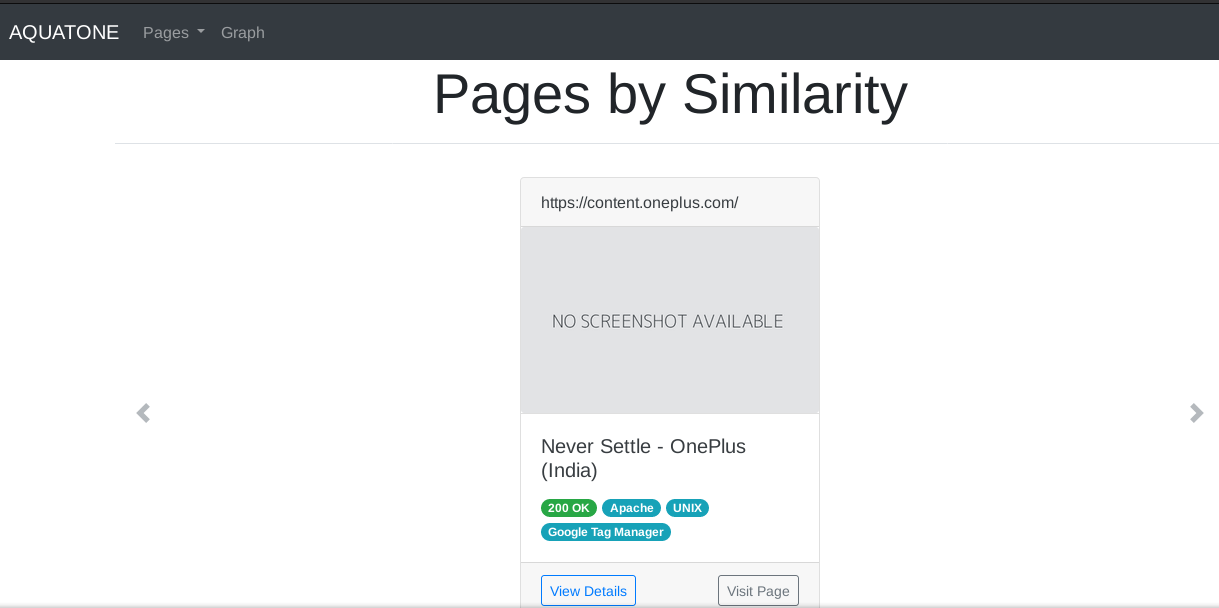 AQUATONE Pages Graph
Pages by Similarity
https://content.oneplus.com/
NO SCREENSHOT AVAILABLE
Never Settle - OnePlus
(India)
200 OK Apache UNIX
Google Tag Manager
View Details Visit Page